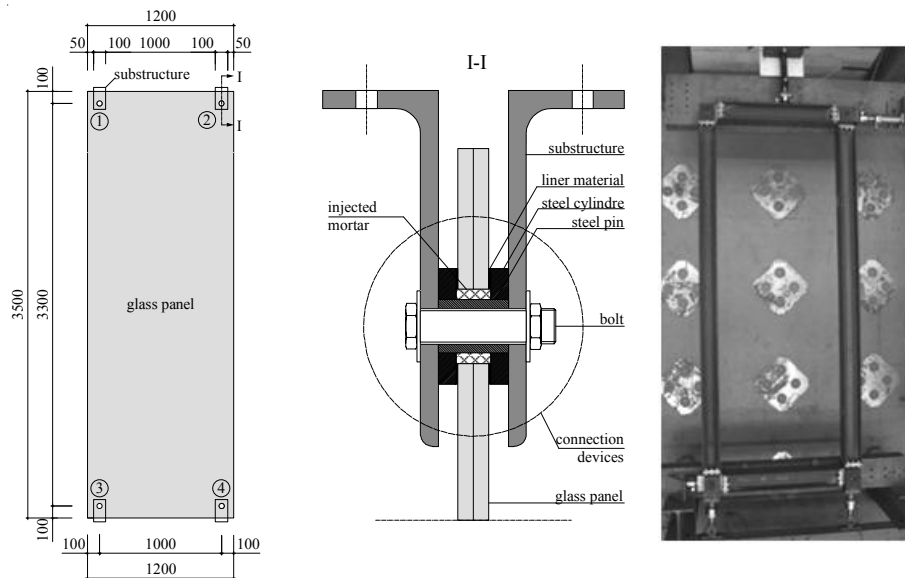 1200
50 100 1000 100 50
substructure
I
I
100
1
2
3500
3300
glass panel
3
4
100
100 1000 100
1200
I-I
substructure
liner material
steel cylindre
steel pin
injected
mortar
bolt
connection
devices
glass panel